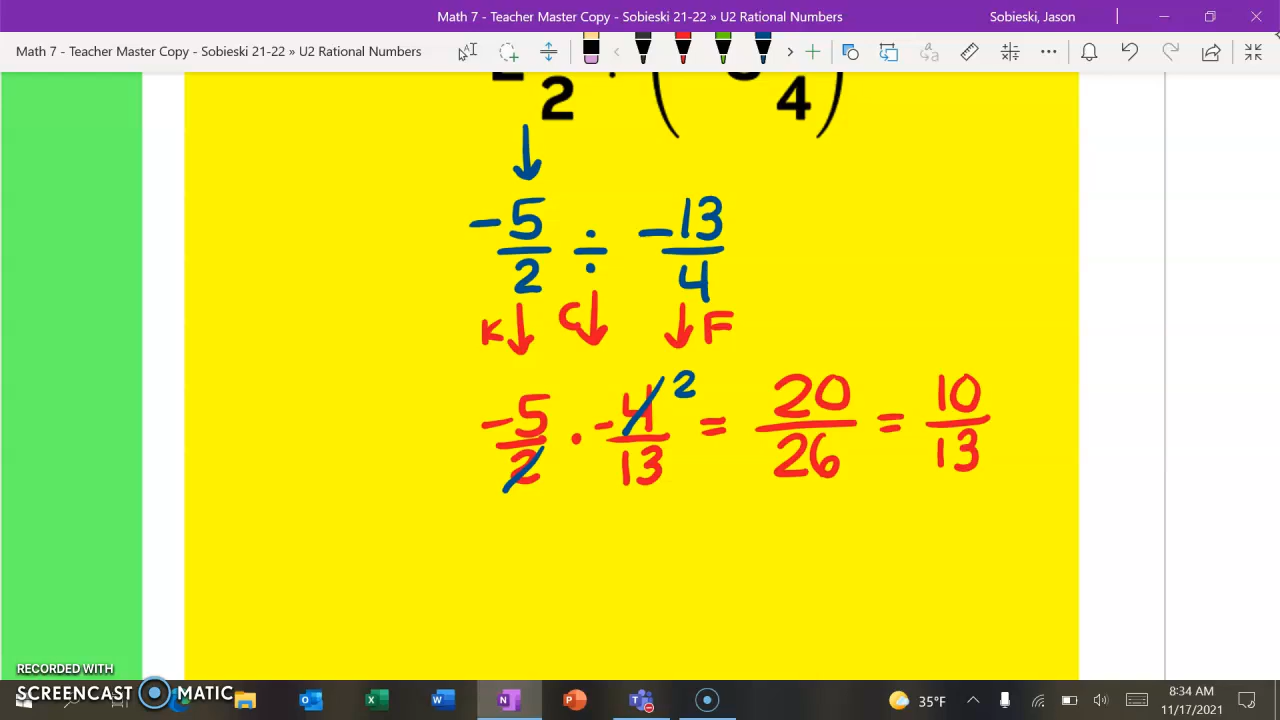 Math 7 - Teacher Master Copy - Sobieski 21-22 » U2 Rational Numbers
Sobieski, Jason
Math 7 - Teacher Master Copy - Sobieski 21-22 » U2 Rational Numbers
2 4
-5 ÷ -13
2 4
K C F
2
-5 · -4 = 20 = 10
2 13 26 13
RECORDED WITH
SCREENCAST MATIC
35°F
8:34 AM
11/17/2021